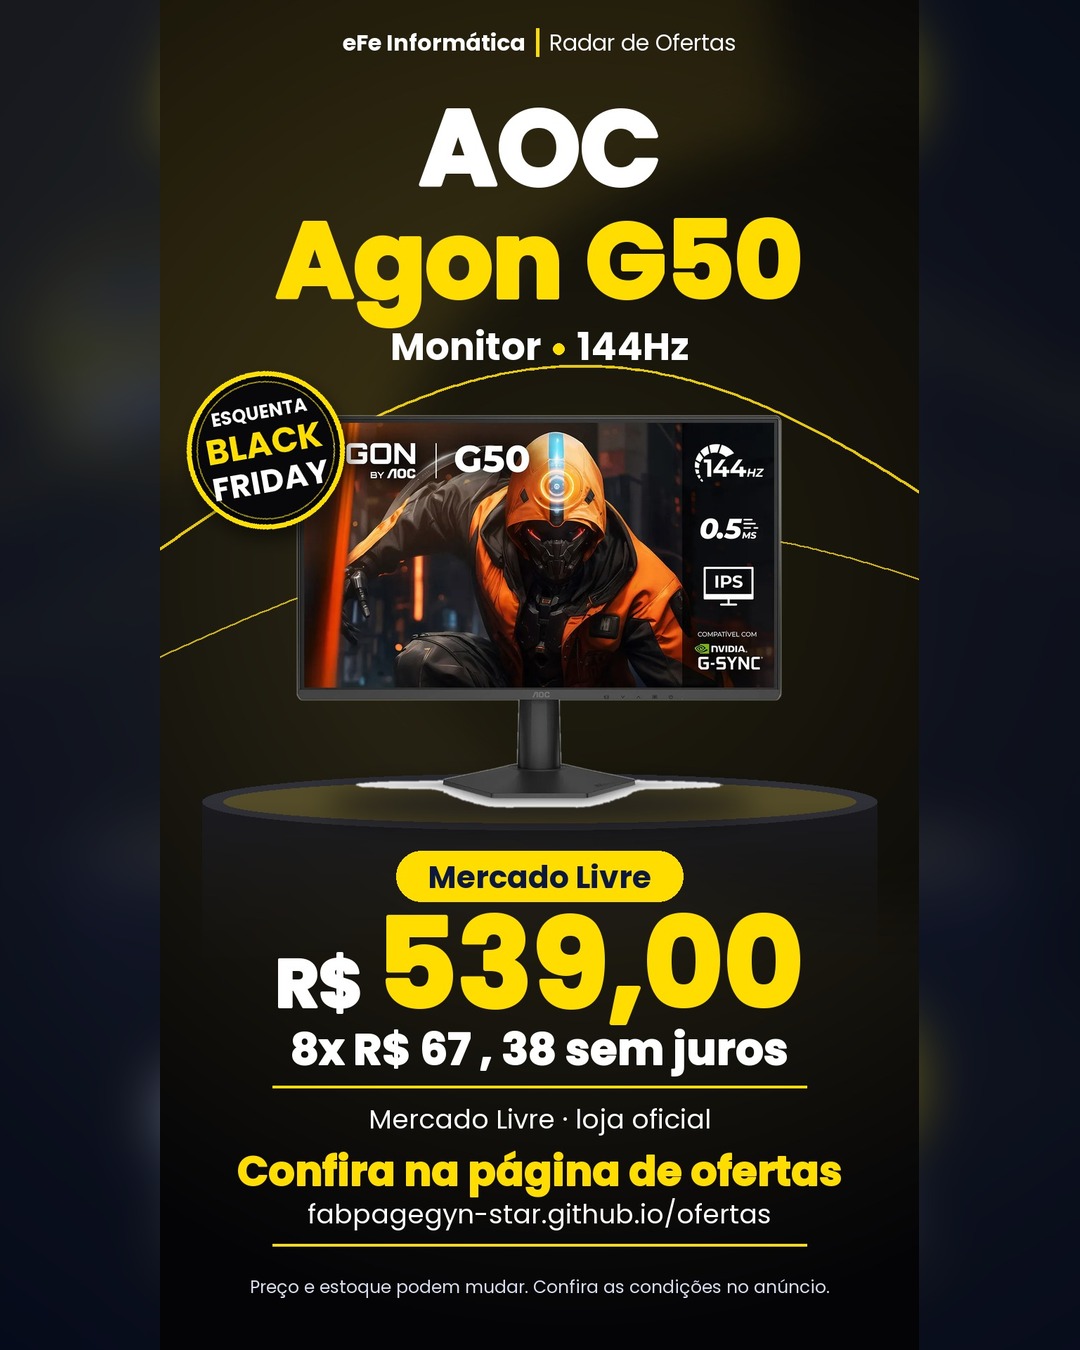 eFe Informática | Radar de Ofertas
AOC
Agon G50
Monitor • 144Hz
ESQUENTA
BLACK
FRIDAY
GON | G50
BY AOC
144HZ
0.5MS
IPS
COMPATÍVEL COM
NVIDIA.
G-SYNC
AOC
Mercado Livre
R$ 539,00
8x R$ 67 , 38 sem juros
Mercado Livre · loja oficial
Confira na página de ofertas
fabpagegyn-star.github.io/ofertas
Preço e estoque podem mudar. Confira as condições no anúncio.